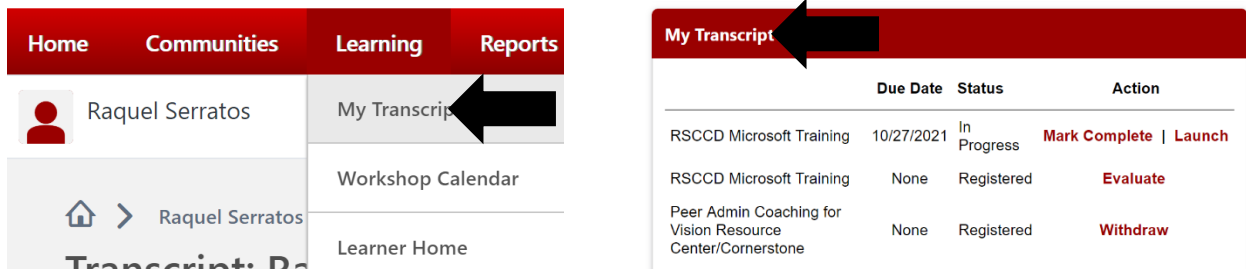 Home Communities Learning Reports
Raquel Serratos
My Transcrip
Workshop Calendar
Raquel Serratos
Learner Home
My Transcript
Due Date Status Action
RSCCD Microsoft Training 10/27/2021 In Progress Mark Complete | Launch
RSCCD Microsoft Training None Registered Evaluate
Peer Admin Coaching for
Vision Resource None Registered Withdraw
Center/Cornerstone